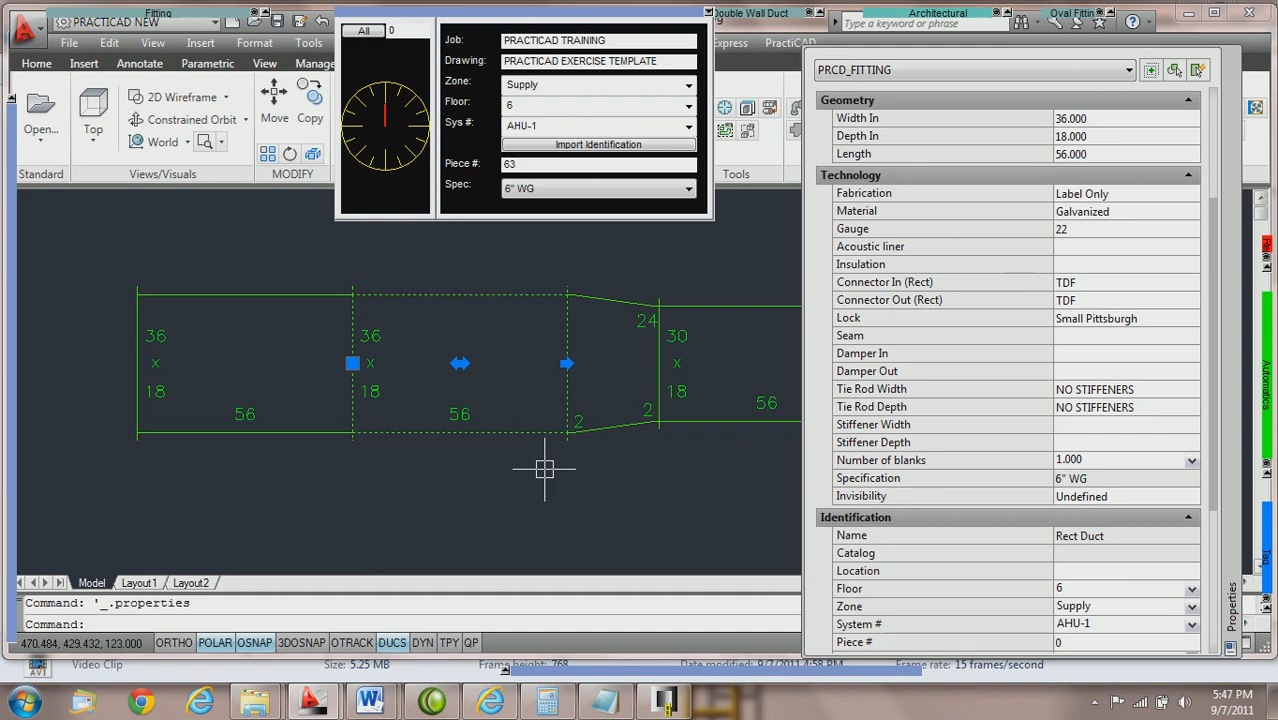 Fitting
Double Wall Duct
Architectural
Oval Fittin
PRACTICAD NEW
Type a keyword or phrase
File
Edit
View
Insert
Format
Tools
Express
PractiCAD
Home
Insert
Annotate
Parametric
View
Manage
Tools
Open...
Top
2D Wireframe
Constrained Orbit
World
Move
Copy
Standard
Views/Visuals
MODIFY
All
0
Job:
PRACTICAD TRAINING
Drawing:
PRACTICAD EXERCISE TEMPLATE
Zone:
Supply
Floor:
6
Sys #:
AHU-1
Import Identification
Piece #:
63
Spec:
6" WG
36
x
18
56
36
x
18
56
24
2
2
30
x
18
56
PRCD_FITTING
Geometry
Width In 36.000
Depth In 18.000
Length 56.000
Technology
Fabrication Label Only
Material Galvanized
Gauge 22
Acoustic liner
Insulation
Connector In (Rect) TDF
Connector Out (Rect) TDF
Lock Small Pittsburgh
Seam
Damper In
Damper Out
Tie Rod Width NO STIFFENERS
Tie Rod Depth NO STIFFENERS
Stiffener Width
Stiffener Depth
Number of blanks 1.000
Specification 6" WG
Invisibility Undefined
Identification
Name Rect Duct
Catalog
Location
Floor 6
Zone Supply
System # AHU-1
Piece # 0
Properties
Automatics
Tag
Model
Layout1
Layout2
Command: '_.properties
Command:
470.484, 429.432, 123.000
ORTHO
POLAR
OSNAP
3DOSNAP
OTRACK
DUCS
DYN
TPY
QP
Video Clip
Size: 5.25 MB
Frame height: 768
Date modified: 9/7/2011 4:58 PM
Frame rate: 15 frames/second
AVI
5:47 PM
9/7/2011